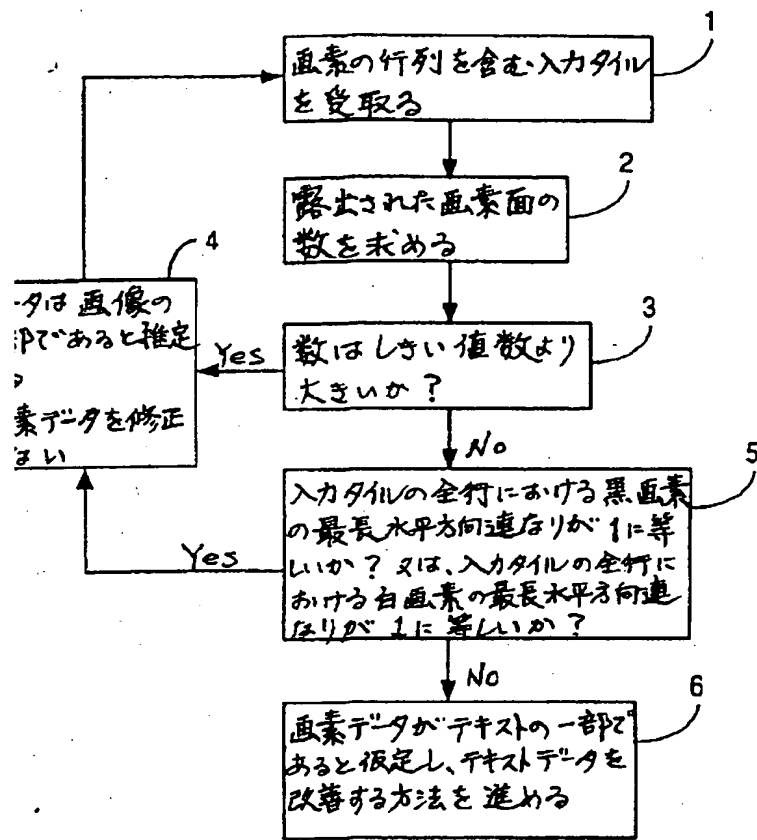 1
画素の行列を含む入力タイル
を受取る
2
露出された画素面の
数を求める
4
-タは画像の
部であると推定
素データを修正
ない
3
数はしきい値数より
大きいか?
Yes
No
5
入力タイルの全行における黒画素
の最長水平方向連なりが1に等
しいか?又は、入力タイルの全行に
おける白画素の最長水平方向連
なりが1に等しいか?
Yes
No
6
画素データがテキストの一部で
あると仮定し、テキストデータを
改善する方法を進める